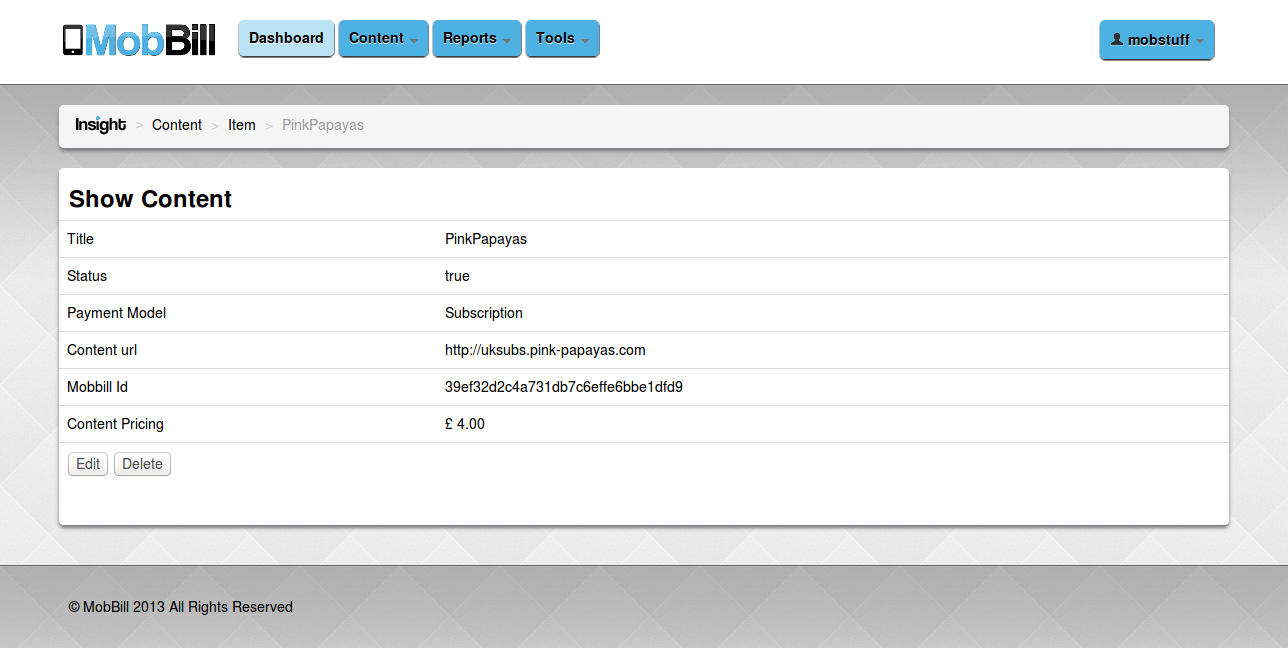 MobBill Dashboard Content Reports Tools mobstuff
Insight > Content > Item > PinkPapayas
Show Content
Title PinkPapayas
Status true
Payment Model Subscription
Content url http://uksubs.pink-papayas.com
Mobbill Id 39ef32d2c4a731db7c6effe6bbe1dfd9
Content Pricing £ 4.00
Edit Delete
© MobBill 2013 All Rights Reserved